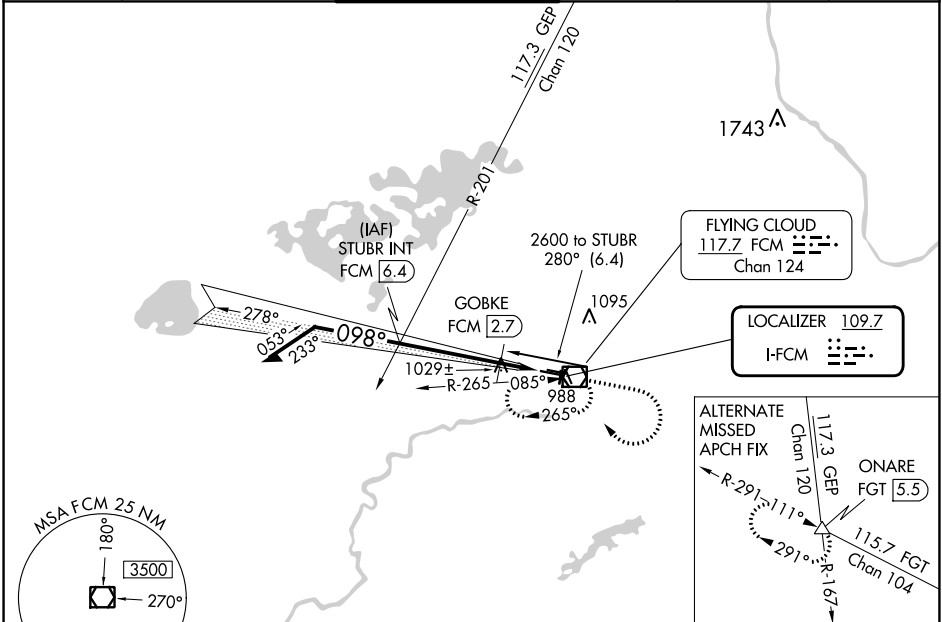 117.3 GEP
Chan 120
R-201
1743
(IAF)
STUBR INT
FCM 6.4
2600 to STUBR
280° (6.4)
FLYING CLOUD
117.7 FCM
Chan 124
GOBKE
FCM 2.7
1095
LOCALIZER 109.7
I-FCM
278°
053°
233°
098°
1029±
R-265
085°
988
265°
ALTERNATE
MISSED
APCH FIX
117.3 GEP
Chan 120
ONARE
FGT 5.5
R-291
111°
291°
115.7 FGT
Chan 104
R-167
MSA FCM 25 NM
180°
3500
270°